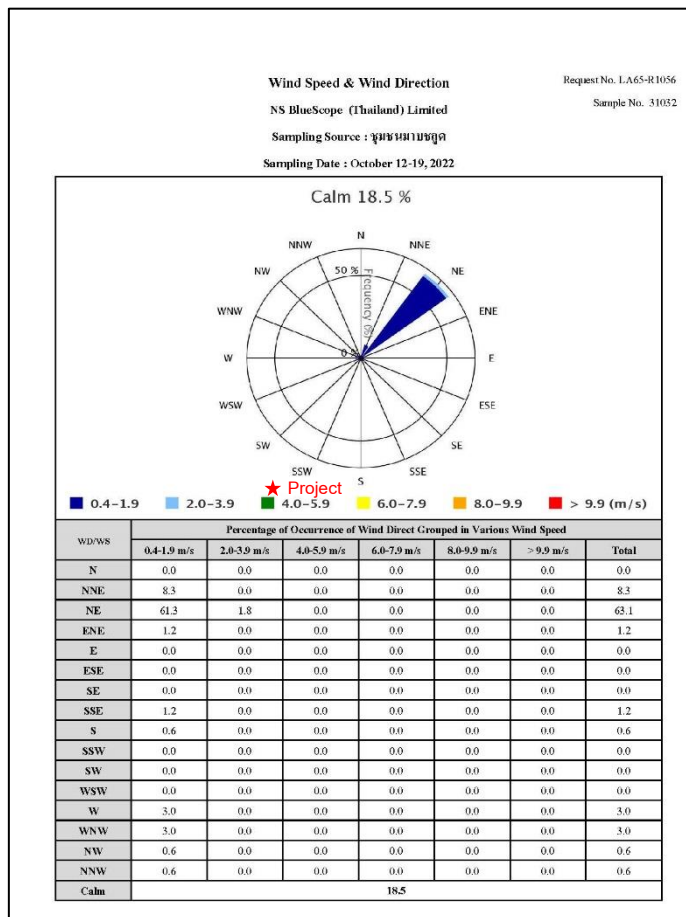 Wind Speed & Wind Direction
Request No. LA65-R1056
NS BlueScope (Thailand) Limited
Sample No. 31032
Sampling Source : ชุมชนมาบชลูด
Sampling Date : October 12-19, 2022
Calm 18.5 %
N
NNW NNE
NW NE
50 %
Frequency (%)
WNW ENE
0 %
W E
WSW ESE
SW SE
SSW SSE
S
★ Project
0.4-1.9 2.0-3.9 4.0-5.9 6.0-7.9 8.0-9.9 > 9.9 (m/s)
WD/WS Percentage of Occurrence of Wind Direct Grouped in Various Wind Speed
0.4-1.9 m/s 2.0-3.9 m/s 4.0-5.9 m/s 6.0-7.9 m/s 8.0-9.9 m/s > 9.9 m/s Total
N 0.0 0.0 0.0 0.0 0.0 0.0 0.0
NNE 8.3 0.0 0.0 0.0 0.0 0.0 8.3
NE 61.3 1.8 0.0 0.0 0.0 0.0 63.1
ENE 1.2 0.0 0.0 0.0 0.0 0.0 1.2
E 0.0 0.0 0.0 0.0 0.0 0.0 0.0
ESE 0.0 0.0 0.0 0.0 0.0 0.0 0.0
SE 0.0 0.0 0.0 0.0 0.0 0.0 0.0
SSE 1.2 0.0 0.0 0.0 0.0 0.0 1.2
S 0.6 0.0 0.0 0.0 0.0 0.0 0.6
SSW 0.0 0.0 0.0 0.0 0.0 0.0 0.0
SW 0.0 0.0 0.0 0.0 0.0 0.0 0.0
WSW 0.0 0.0 0.0 0.0 0.0 0.0 0.0
W 3.0 0.0 0.0 0.0 0.0 0.0 3.0
WNW 3.0 0.0 0.0 0.0 0.0 0.0 3.0
NW 0.6 0.0 0.0 0.0 0.0 0.0 0.6
NNW 0.6 0.0 0.0 0.0 0.0 0.0 0.6
Calm 18.5